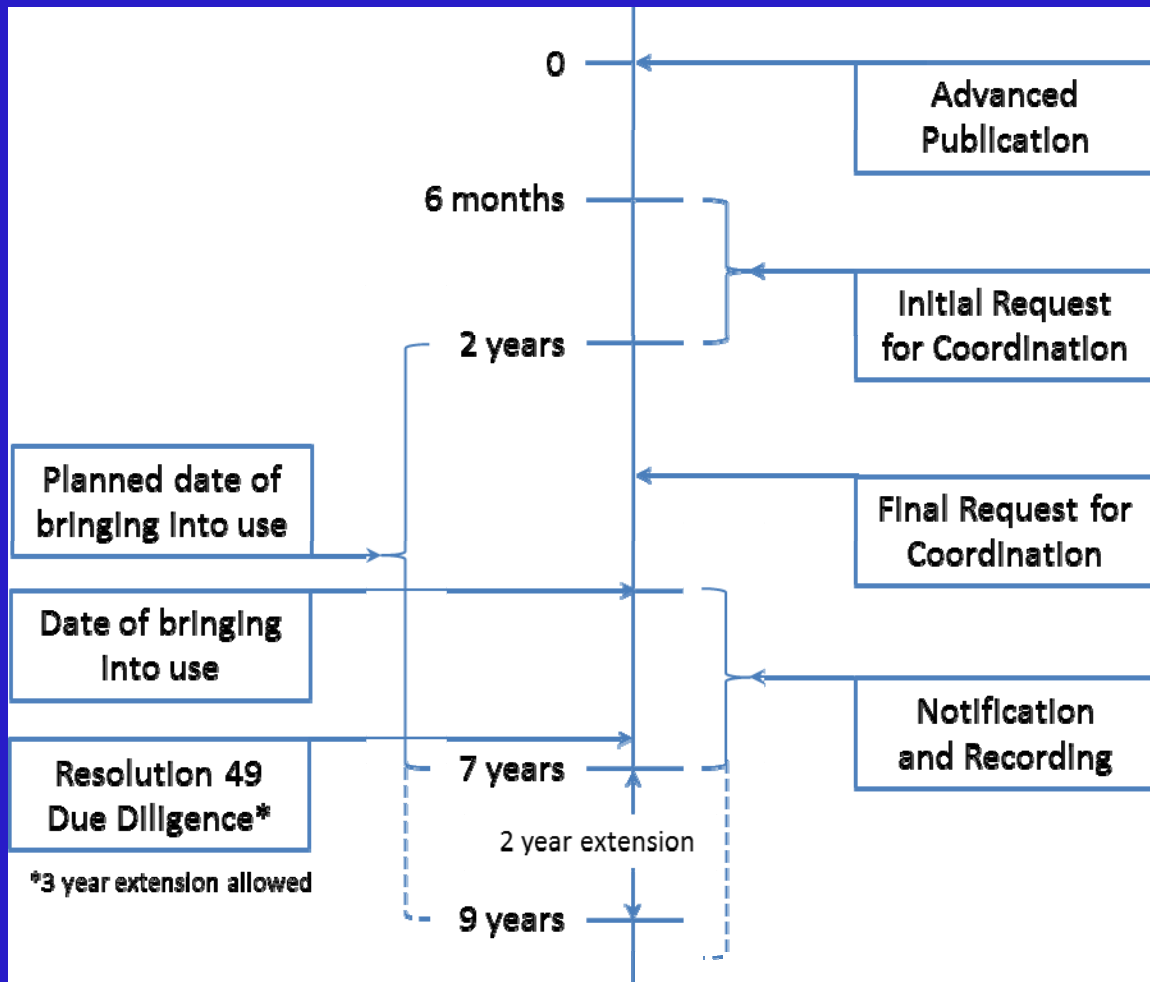 0
Advanced
Publication
6 months
Initial Request
for Coordination
2 years
Planned date of
bringing into use
Final Request for
Coordination
Date of bringing
into use
Notification
and Recording
Resolution 49
Due Diligence*
7 years
2 year extension
*3 year extension allowed
9 years